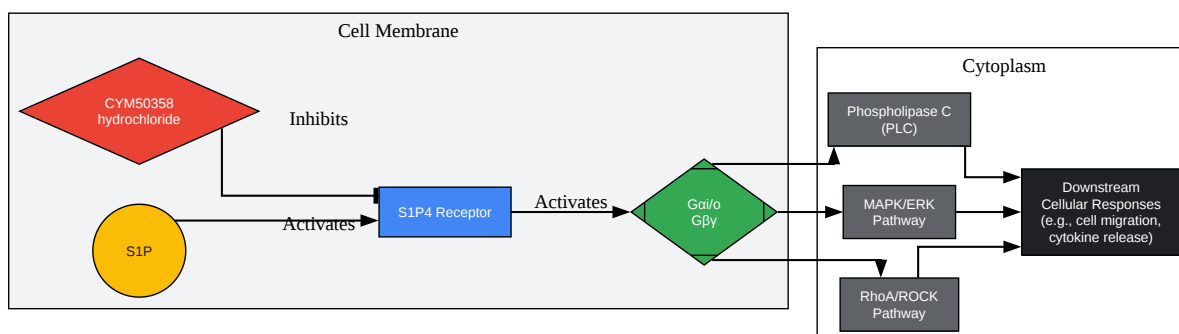 Cell Membrane
CYM50358
hydrochloride
Inhibits
S1P
Activates
S1P4 Receptor
Activates
Gαi/o
Gβγ
Cytoplasm
Phospholipase C
(PLC)
MAPK/ERK
Pathway
RhoA/ROCK
Pathway
Downstream
Cellular Responses
(e.g., cell migration,
cytokine release)